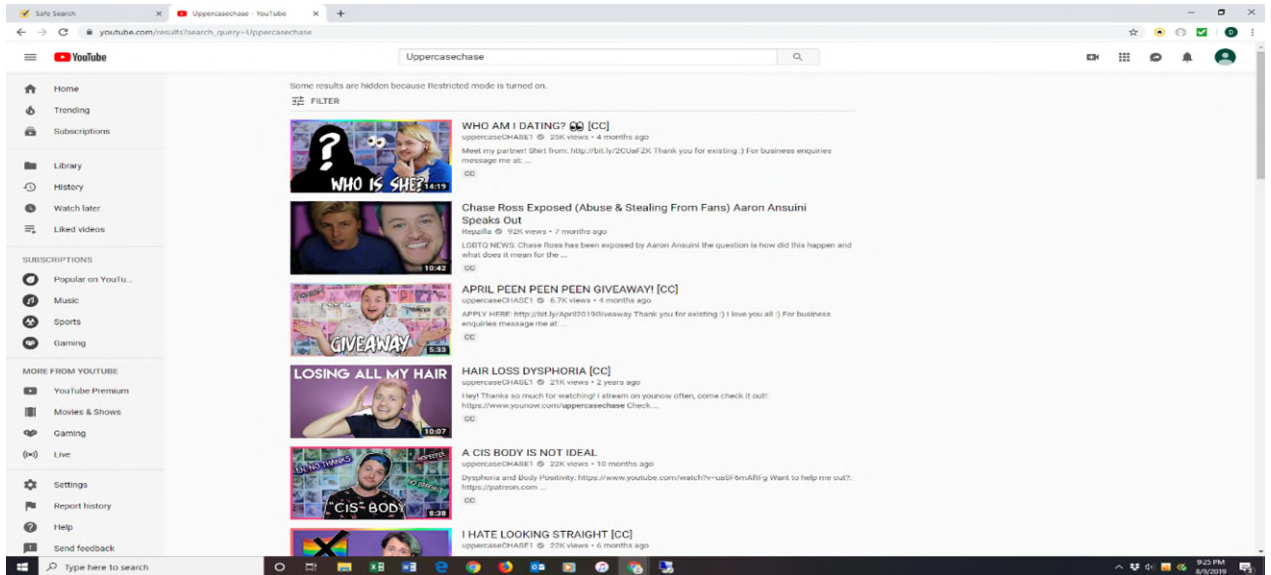 Safe Search
Uppercasechase - YouTube
youtube.com/results?search_query=Uppercasechase
YouTube
Uppercasechase
Home
Trending
Subscriptions
Library
History
Watch later
Liked videos
SUBSCRIPTIONS
Popular on YouTu...
Music
Sports
Gaming
MORE FROM YOUTUBE
YouTube Premium
Movies & Shows
Gaming
Live
Settings
Report history
Help
Send feedback
Some results are hidden because Restricted mode is turned on.
FILTER
WHO IS SHE?
14:19
WHO AM I DATING? 👀 [CC]
uppercaseCHASE1 25K views • 4 months ago
Meet my partner! Shirt from: http://bit.ly/2CUaFZK Thank you for existing :) For business enquiries
message me at: ...
CC
10:42
Chase Ross Exposed (Abuse & Stealing From Fans) Aaron Ansuini
Speaks Out
Repzilla 92K views • 7 months ago
LGBTQ NEWS: Chase Ross has been exposed by Aaron Ansuini the question is how did this happen and
what does it mean for the ...
CC
GIVEAWAY
5:33
APRIL PEEN PEEN PEEN GIVEAWAY! [CC]
uppercaseCHASE1 6.7K views • 4 months ago
APPLY HERE: http://bit.ly/April2019Giveaway Thank you for existing :) I love you all :) For business
enquiries message me at: ...
CC
LOSING ALL MY HAIR
10:07
HAIR LOSS DYSPHORIA [CC]
uppercaseCHASE1 21K views • 2 years ago
Hey! Thanks so much for watching! I stream on younow often, come check it out!:
https://www.younow.com/uppercasechase Check ...
CC
NO THANKS
"CIS" BODY
8:38
A CIS BODY IS NOT IDEAL
uppercaseCHASE1 22K views • 10 months ago
Dysphoria and Body Positivity: https://www.youtube.com/watch?v=uaSF6mARtFg Want to help me out?:
https://patreon.com ...
CC
I HATE LOOKING STRAIGHT [CC]
uppercaseCHASE1 22K views • 6 months ago
Type here to search
9:25 PM
8/9/2019